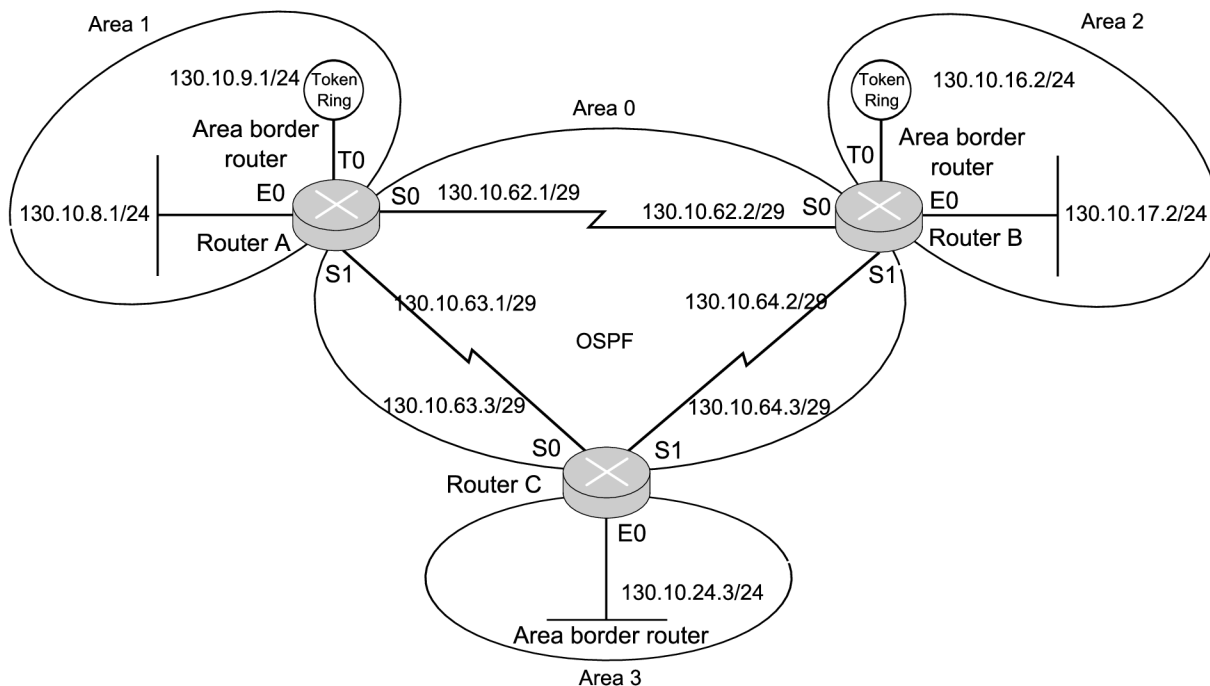 Area 1
Area 2
130.10.9.1/24
Token
Ring
Token
Ring
130.10.16.2/24
Area 0
Area border
router
T0
T0
Area border
router
E0
S0
130.10.62.1/29
130.10.62.2/29
S0
E0
130.10.8.1/24
130.10.17.2/24
Router A
Router B
S1
S1
130.10.63.1/29
130.10.64.2/29
OSPF
130.10.63.3/29
130.10.64.3/29
S0
S1
Router C
E0
130.10.24.3/24
Area border router
Area 3